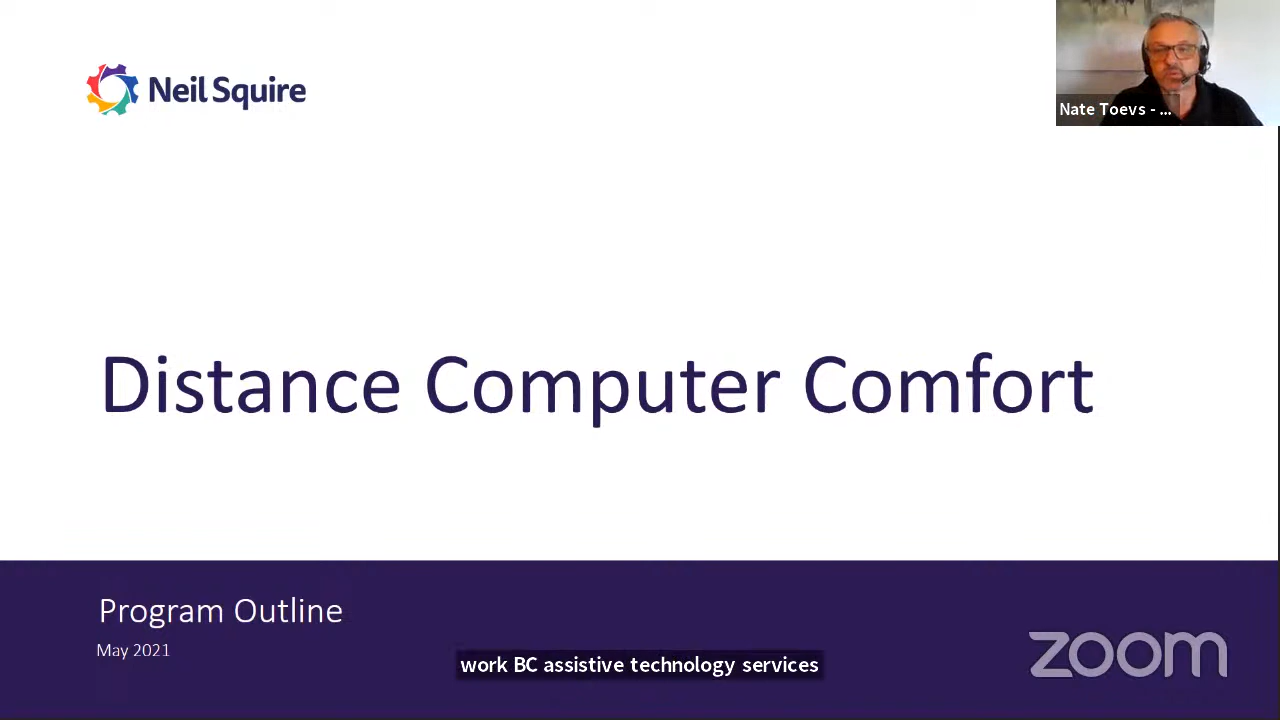 Neil Squire
Nate Toevs - ...
Distance Computer Comfort
Program Outline
May 2021
work BC assistive technology services
zoom